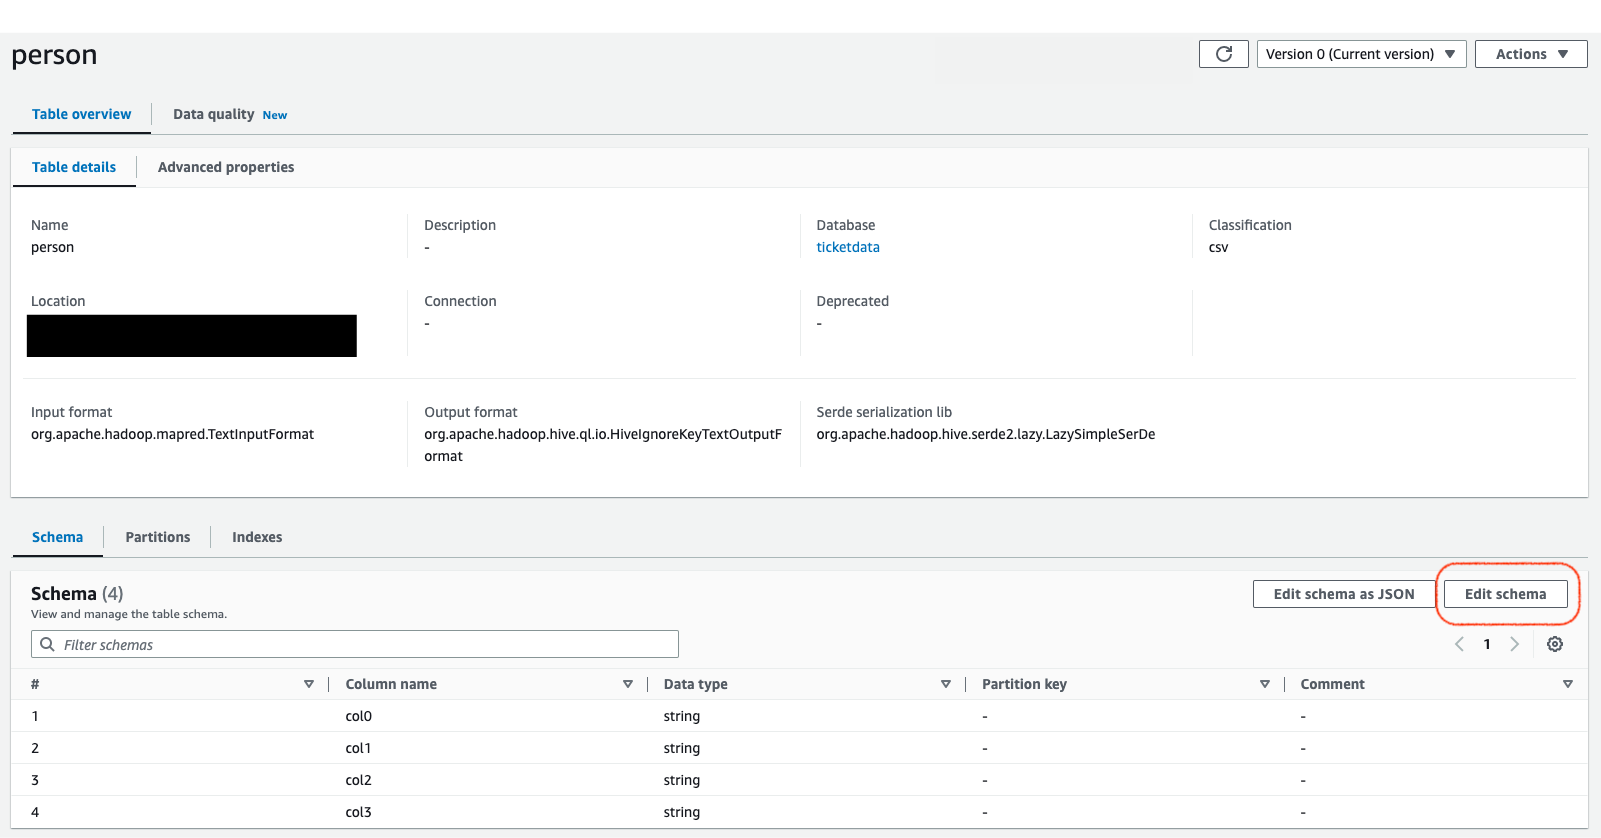 person
Version 0 (Current version)
Actions
Table overview
Data quality New
Table details
Advanced properties
Name
person
Description
-
Database
ticketdata
Classification
csv
Location
Connection
-
Deprecated
-
Input format
org.apache.hadoop.mapred.TextInputFormat
Output format
org.apache.hadoop.hive.ql.io.HiveIgnoreKeyTextOutputF
ormat
Serde serialization lib
org.apache.hadoop.hive.serde2.lazy.LazySimpleSerDe
Schema
Partitions
Indexes
Schema (4)
View and manage the table schema.
Edit schema as JSON
Edit schema
Filter schemas
1
# Column name Data type Partition key Comment
1 col0 string - -
2 col1 string - -
3 col2 string - -
4 col3 string - -